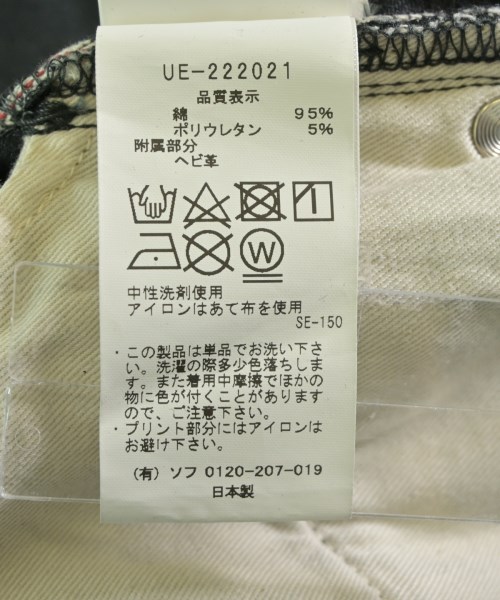 UE-222021
品質表示
綿 95%
ポリウレタン 5%
附属部分
ヘビ革
W
中性洗剤使用
アイロンはあて布を使用
SE-150
・この製品は単品でお洗い下さ
い。洗濯の際多少色落ちしま
す。また着用中摩擦でほかの
物に色が付くことがあります
ので、ご注意下さい。
・プリント部分にはアイロンは
お避け下さい。
(有) ソフ 0120-207-019
日本製